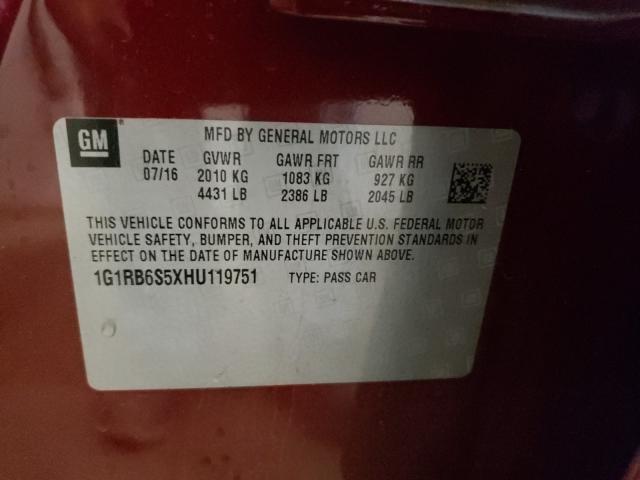 GM
MFD BY GENERAL MOTORS LLC
DATE GVWR GAWR FRT GAWR RR
07/16 2010 KG 1083 KG 927 KG
4431 LB 2386 LB 2045 LB
THIS VEHICLE CONFORMS TO ALL APPLICABLE U.S. FEDERAL MOTOR
VEHICLE SAFETY, BUMPER, AND THEFT PREVENTION STANDARDS IN
EFFECT ON THE DATE OF MANUFACTURE SHOWN ABOVE.
1G1RB6S5XHU119751 TYPE: PASS CAR